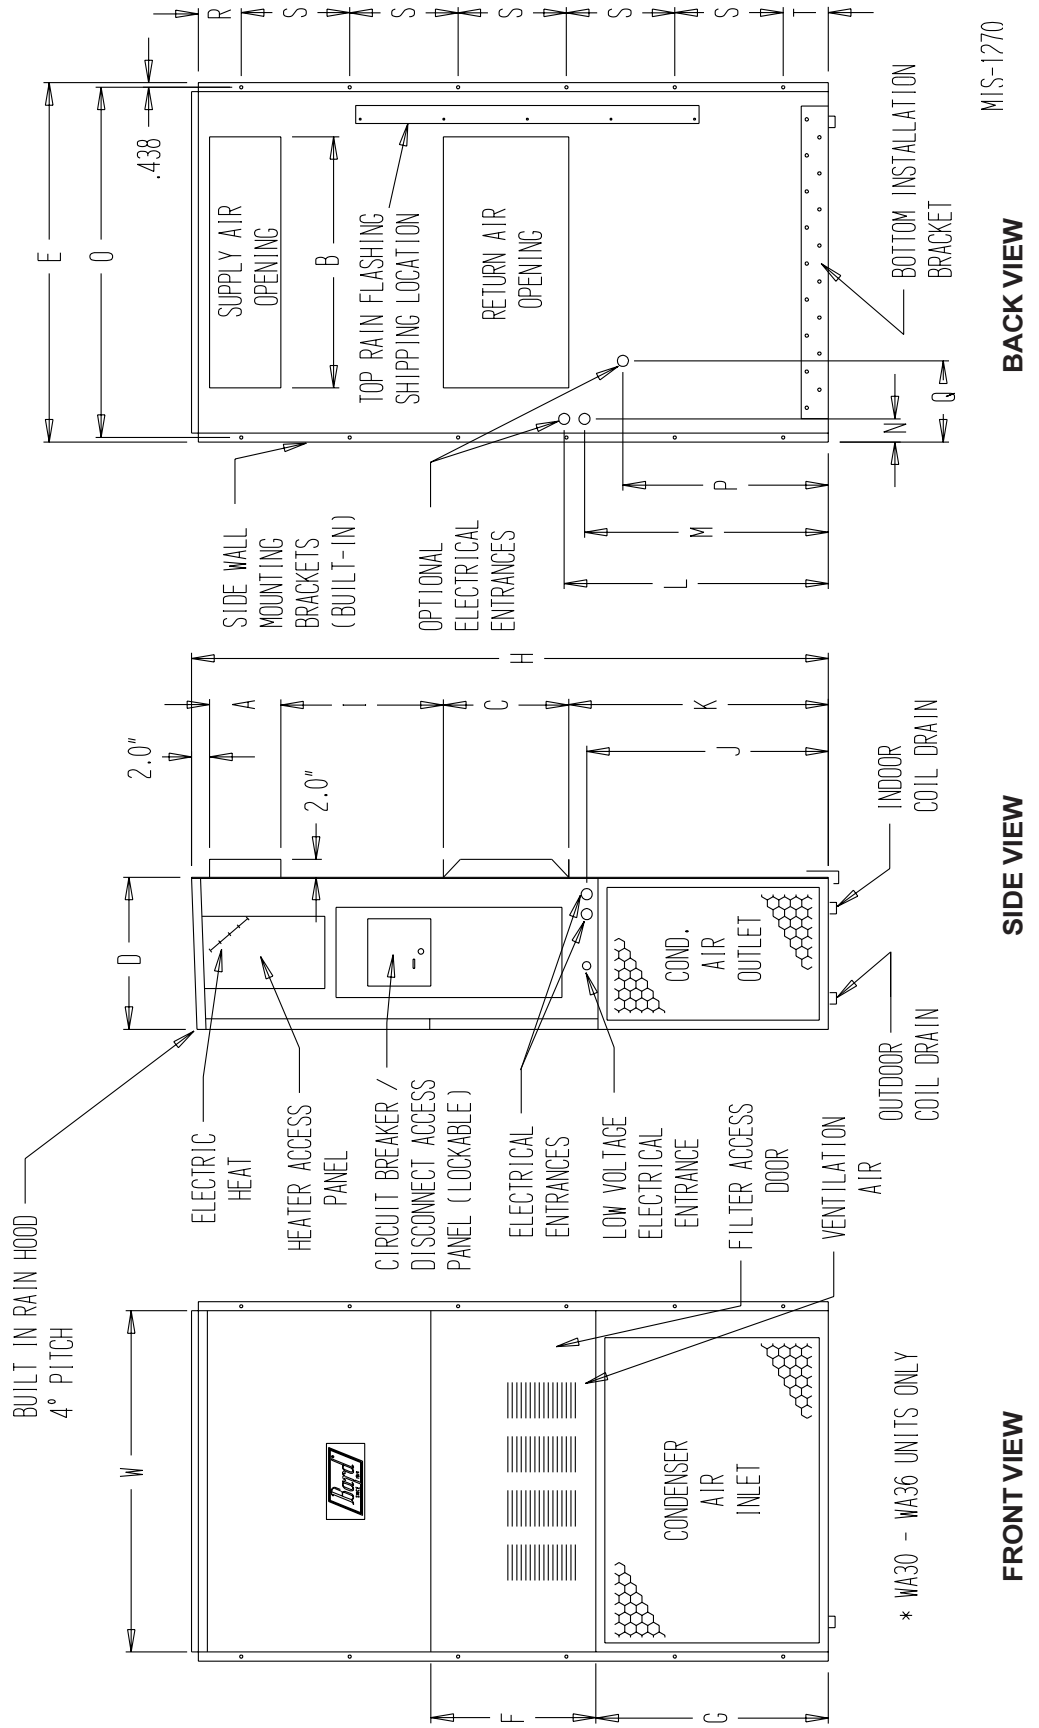 BUILT IN RAIN HOOD
4° PITCH
W
F
G
Bard
CONDENSER
AIR
INLET
* WA30 - WA36 UNITS ONLY
FRONT VIEW
D
2.0"
2.0"
A
I
C
K
J
H
ELECTRIC
HEAT
HEATER ACCESS
PANEL
CIRCUIT BREAKER /
DISCONNECT ACCESS
PANEL (LOCKABLE)
ELECTRICAL
ENTRANCES
LOW VOLTAGE
ELECTRICAL
ENTRANCE
FILTER ACCESS
DOOR
VENTILATION
AIR
COND.
AIR
OUTLET
OUTDOOR
COIL DRAIN
INDOOR
COIL DRAIN
SIDE VIEW
E
O
.438
R
S
S
S
S
S
T
SUPPLY AIR
OPENING
B
TOP RAIN FLASHING
SHIPPING LOCATION
RETURN AIR
OPENING
SIDE WALL
MOUNTING
BRACKETS
(BUILT-IN)
OPTIONAL
ELECTRICAL
ENTRANCES
L
M
P
N
Q
BOTTOM INSTALLATION
BRACKET
BACK VIEW
MIS-1270